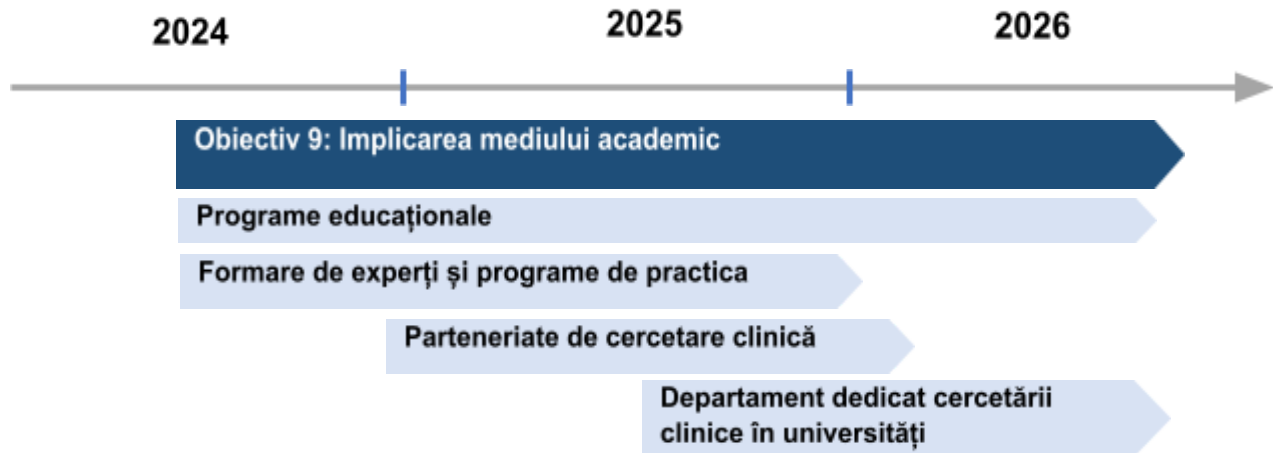 2024
2025
2026
Obiectiv 9: Implicarea mediului academic
Programe educaționale
Formare de experți și programe de practica
Parteneriate de cercetare clinică
Departament dedicat cercetării
clinice în universități